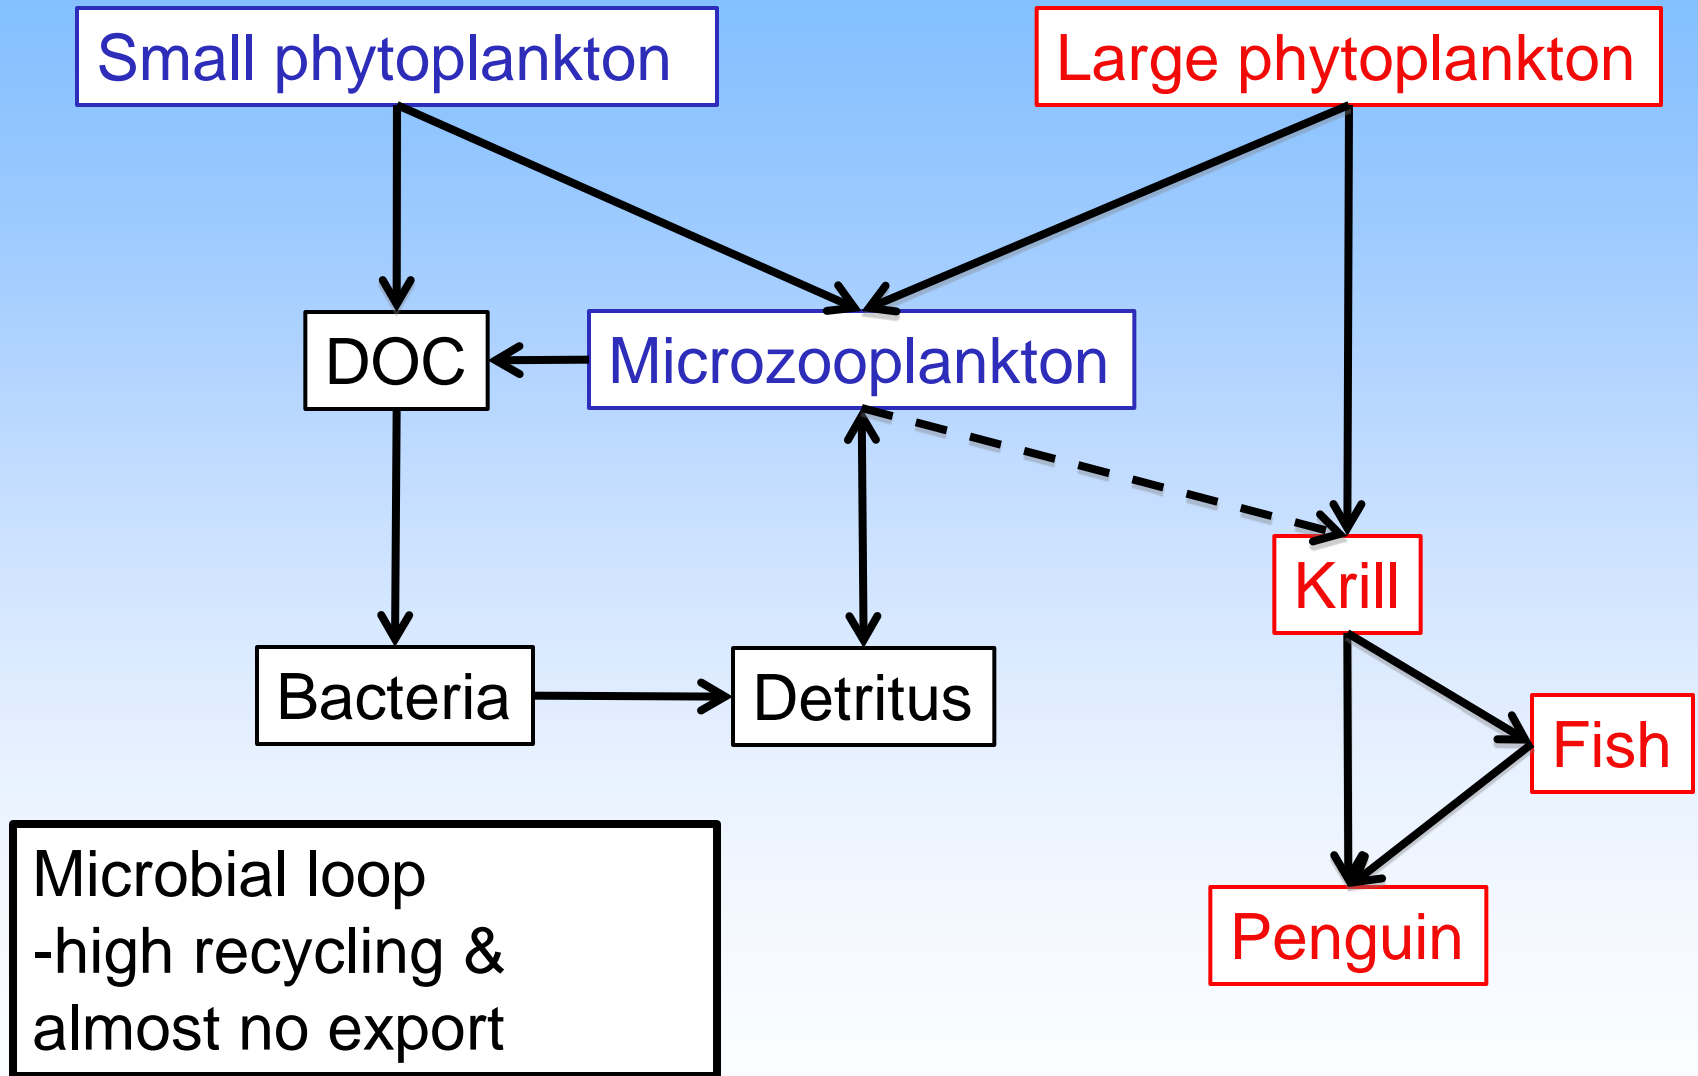 Small phytoplankton
Large phytoplankton
DOC
Microzooplankton
Krill
Bacteria
Detritus
Fish
Penguin
Microbial loop
-high recycling &
almost no export